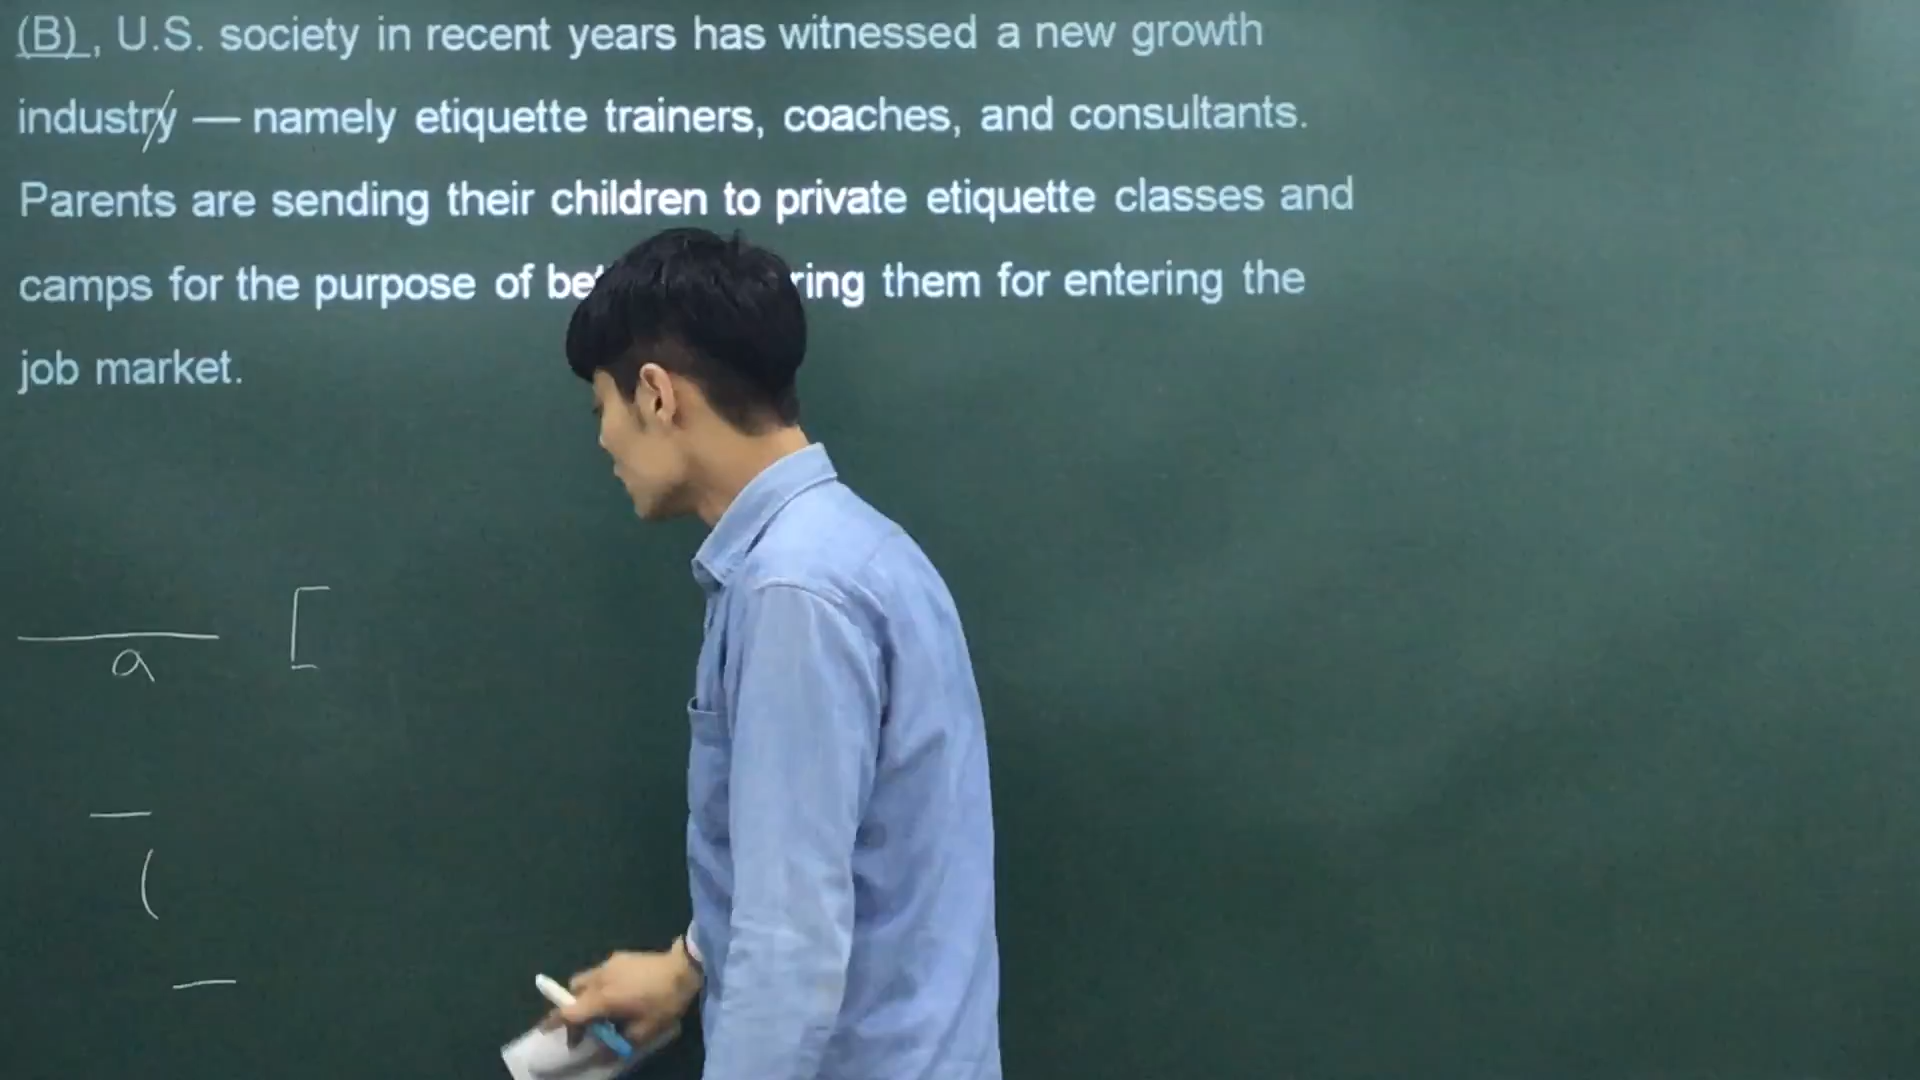 (B) , U.S. society in recent years has witnessed a new growth
industry — namely etiquette trainers, coaches, and consultants.
Parents are sending their children to private etiquette classes and
camps for the purpose of them for entering the
job market.
a